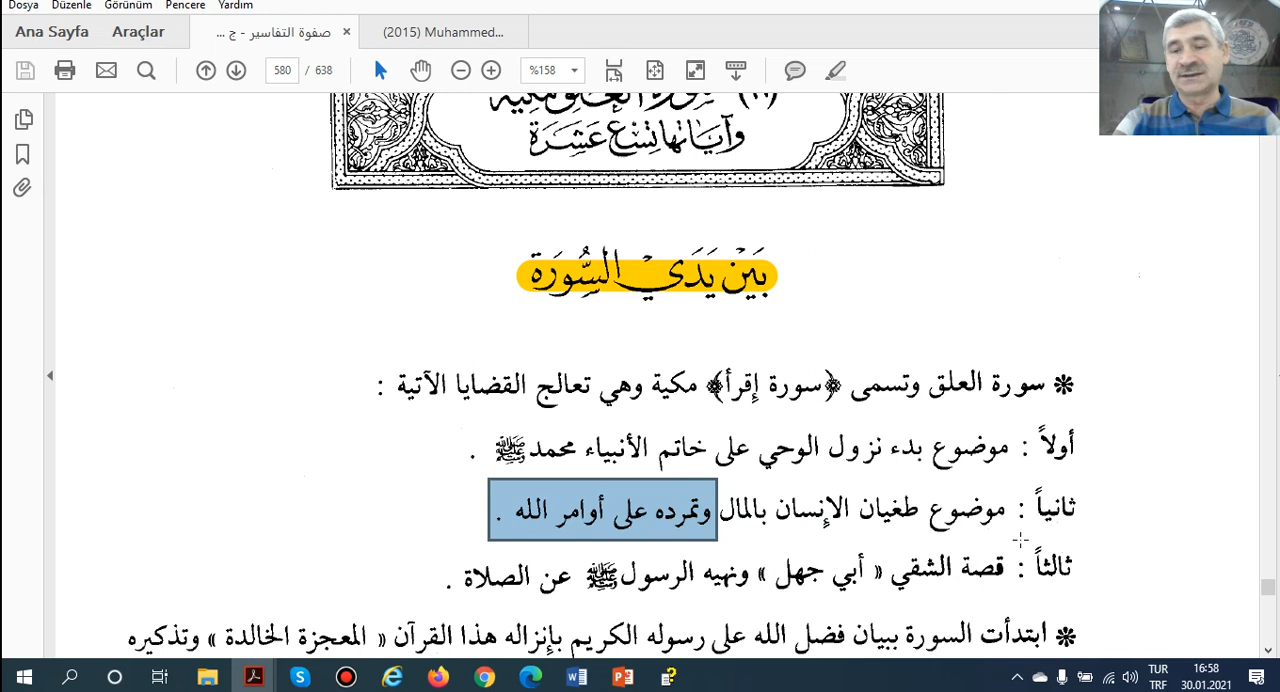 Dosya Düzenle Görünüm Pencere Yardım
Ana Sayfa Araçlar صفوة التفاسير - ج ... × (2015) Muhammed...
580 / 638 %158
وآياتها تسع عشرة
بَيْن يَدَي السُّورَة
❋ سورة العلق وتسمى ﴿سورة إقرأ﴾ مكية وهي تعالج القضايا الآتية :
أولاً : موضوع بدء نزول الوحي على خاتم الأنبياء محمد ﷺ .
ثانياً : موضوع طغيان الإنسان بالمال وتمرده على أوامر الله .
ثالثاً : قصة الشقي « أبي جهل » ونهيه الرسول ﷺ عن الصلاة .
❋ ابتدأت السورة ببيان فضل الله على رسوله الكريم بإنزاله هذا القرآن « المعجزة الخالدة » وتذكيره
TUR 16:58
TRF 30.01.2021